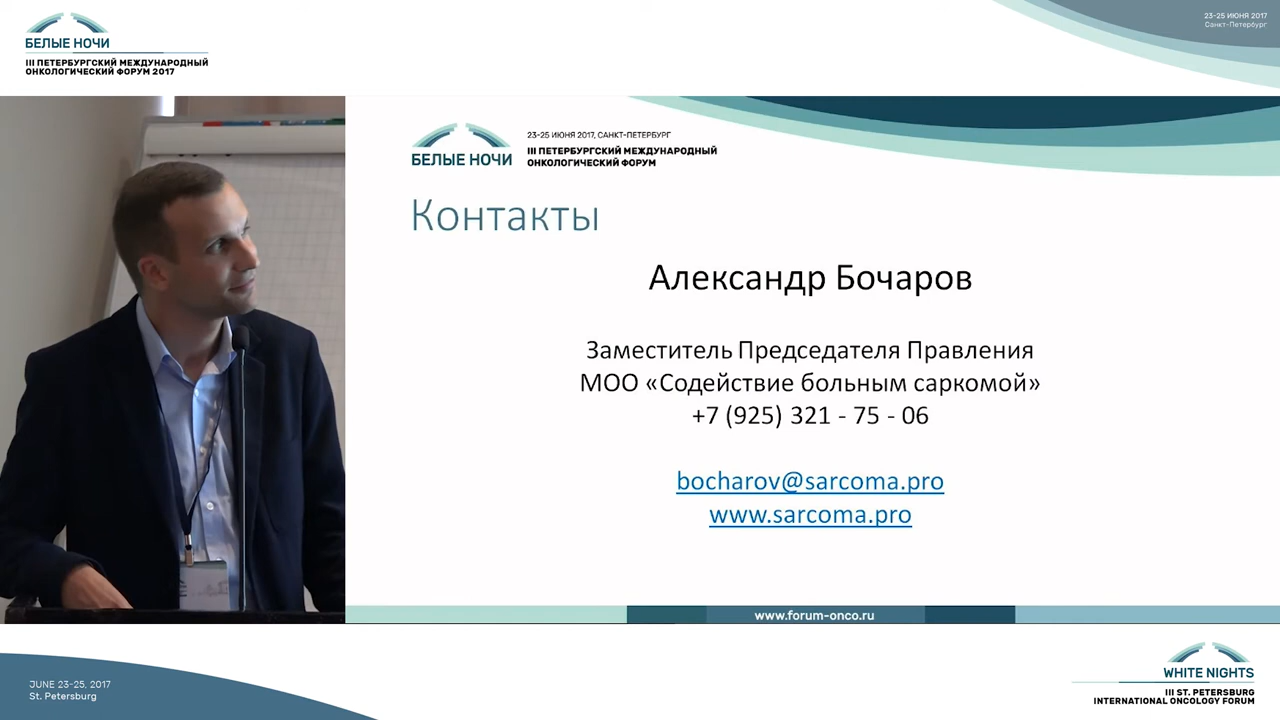 БЕЛЫЕ НОЧИ
III ПЕТЕРБУРГСКИЙ МЕЖДУНАРОДНЫЙ
ОНКОЛОГИЧЕСКИЙ ФОРУМ 2017
23-25 ИЮНЯ 2017
Санкт-Петербург
БЕЛЫЕ НОЧИ
23-25 ИЮНЯ 2017, САНКТ-ПЕТЕРБУРГ
III ПЕТЕРБУРГСКИЙ МЕЖДУНАРОДНЫЙ
ОНКОЛОГИЧЕСКИЙ ФОРУМ
Контакты
Александр Бочаров
Заместитель Председателя Правления
МОО «Содействие больным саркомой»
+7 (925) 321 - 75 - 06
bocharov@sarcoma.pro
www.sarcoma.pro
www.forum-onco.ru
JUNE 23-25, 2017
St. Petersburg
WHITE NIGHTS
III ST. PETERSBURG
INTERNATIONAL ONCOLOGY FORUM